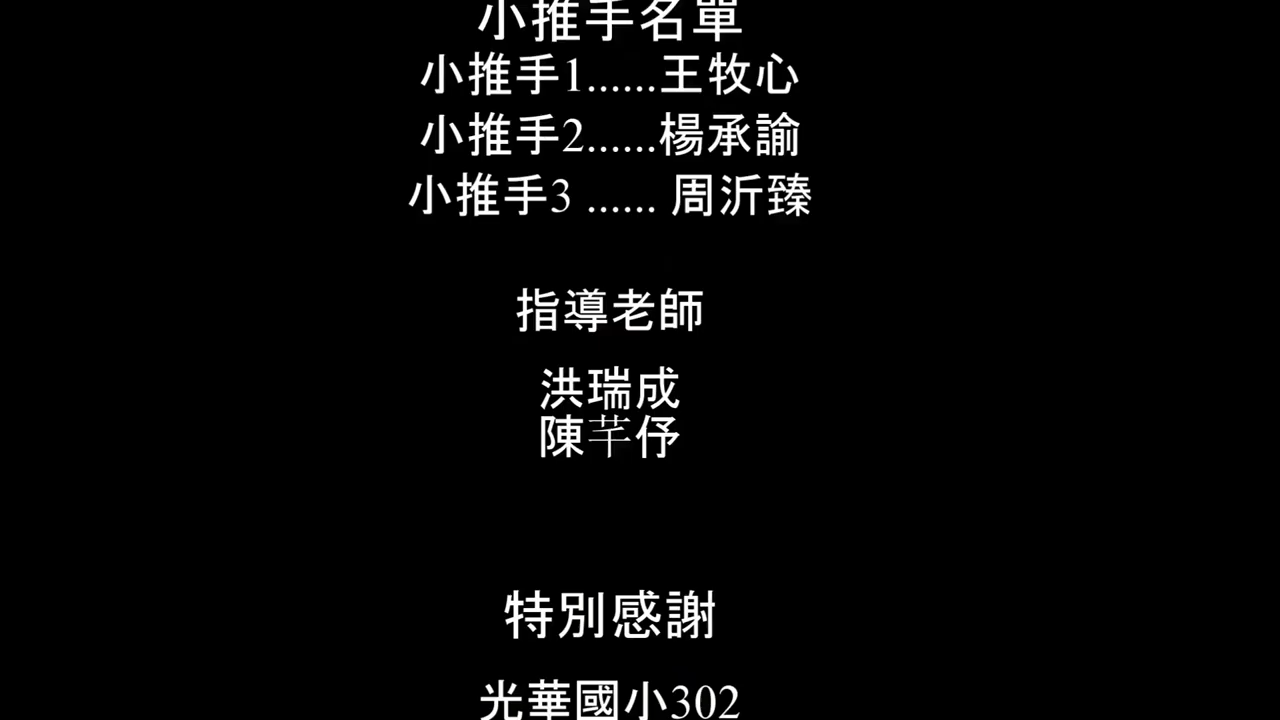 小推手名單
小推手1......王牧心
小推手2......楊承諭
小推手3 ...... 周沂臻
指導老師
洪瑞成
陳芊伃
特別感謝
光華國小302